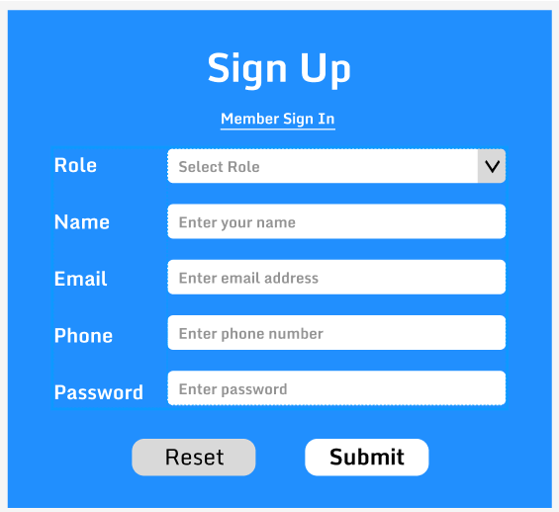 Sign Up
Member Sign In
Role Select Role
Name Enter your name
Email Enter email address
Phone Enter phone number
Password Enter password
Reset Submit